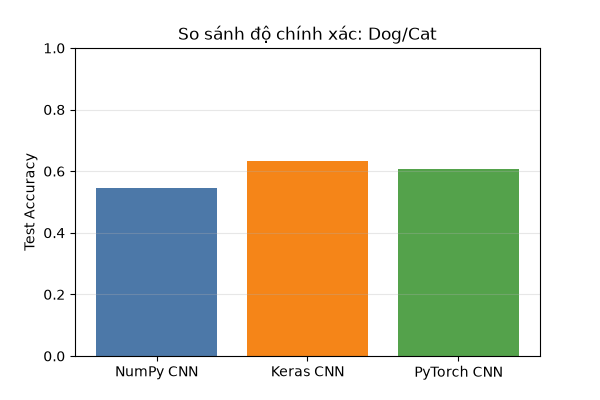 So sánh độ chính xác: Dog/Cat
Test Accuracy
1.0
0.8
0.6
0.4
0.2
0.0
NumPy CNN
Keras CNN
PyTorch CNN